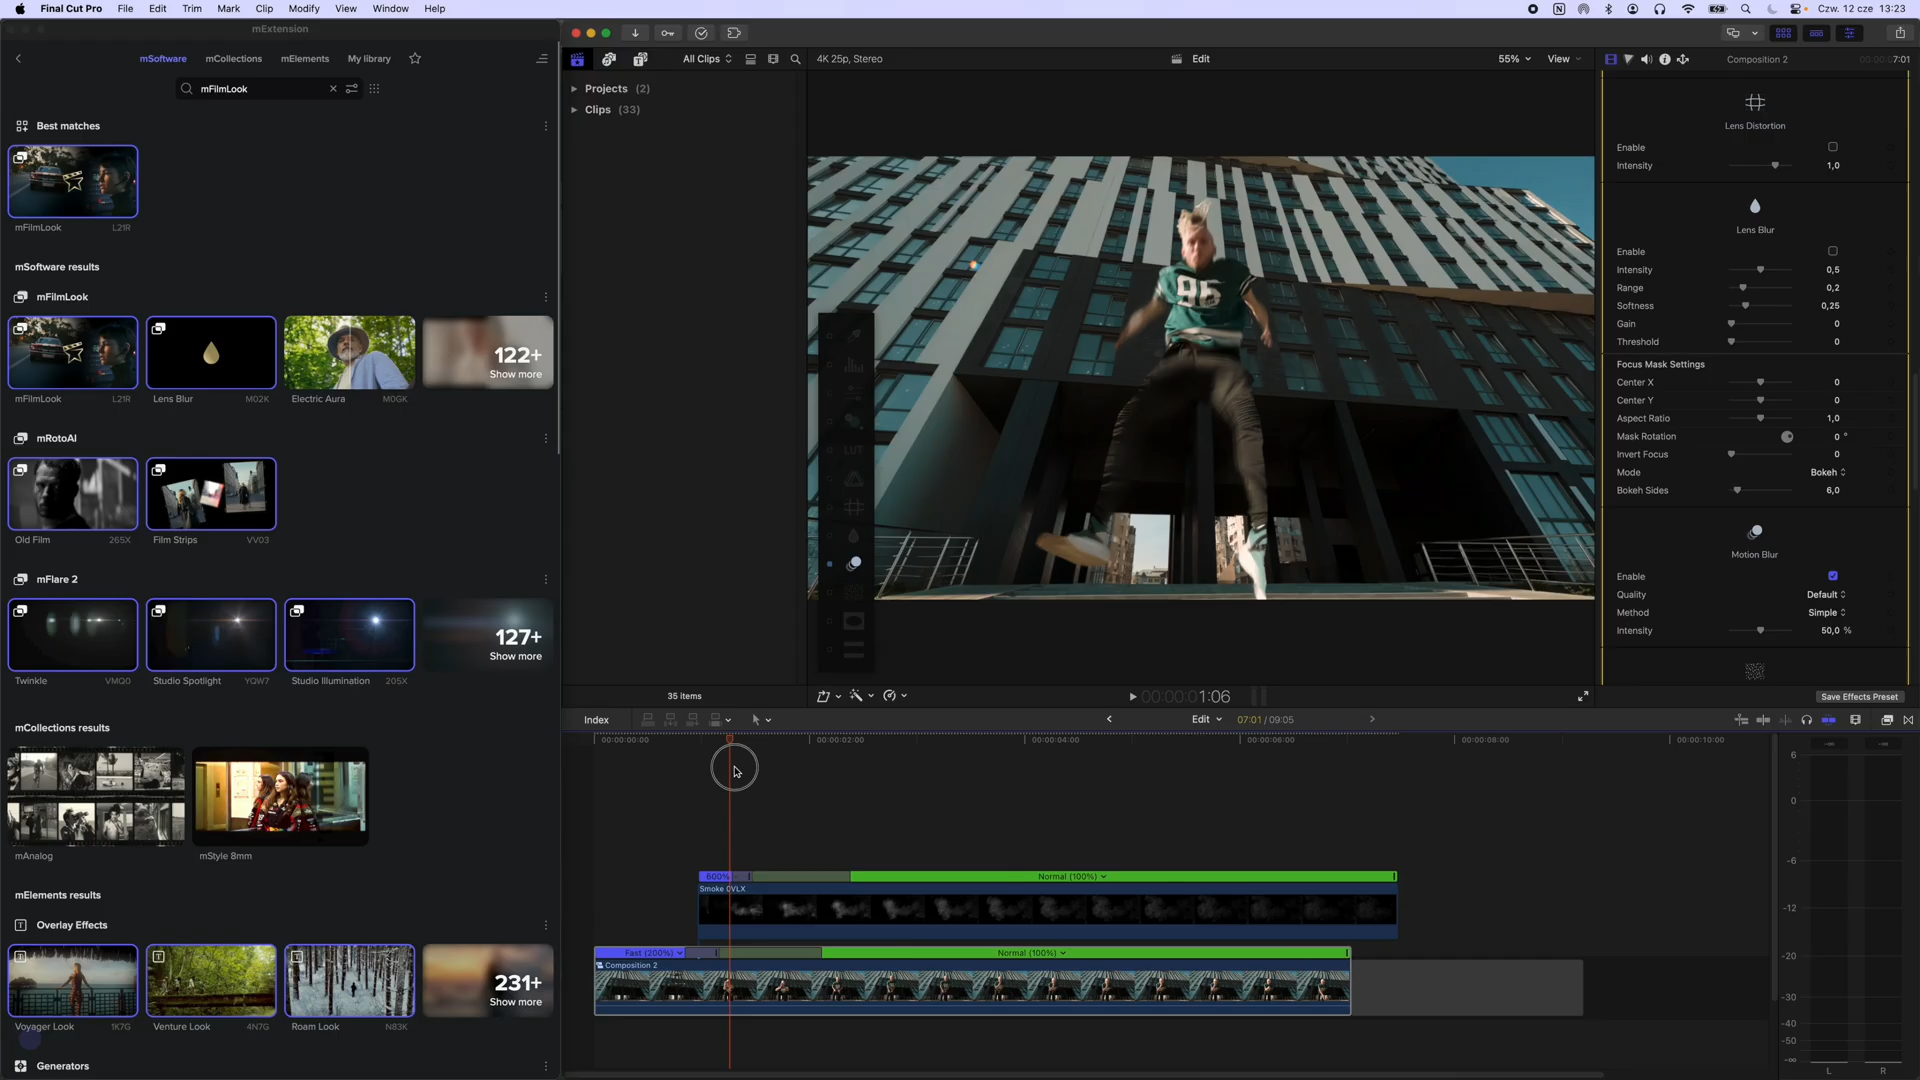 Final Cut Pro File Edit Trim Mark Clip Modify View Window Help
Czw. 12 cze 13:23
mExtension
mSoftware mCollections mElements My library
mFilmLook
Best matches
mFilmLook L21R
mSoftware results
mFilmLook
122+
Show more
mFilmLook L21R
Lens Blur M02K
Electric Aura M0GK
mRotoAI
Old Film 265X
Film Strips VV03
mFlare 2
127+
Show more
Twinkle VMQ0
Studio Spotlight YQW7
Studio Illumination 205X
mCollections results
mAnalog
mStyle 8mm
mElements results
Overlay Effects
231+
Show more
Voyager Look 1K7G
Venture Look 4N7G
Roam Look N83K
Generators
All Clips
4K 25p, Stereo
Edit
55%
View
Projects (2)
Clips (33)
35 items
96
LUT
00:00:00:01:06
Composition 2
7:01
Lens Distortion
Enable
Intensity 1,0
Lens Blur
Enable
Intensity 0,5
Range 0,2
Softness 0,25
Gain 0
Threshold 0
Focus Mask Settings
Center X 0
Center Y 0
Aspect Ratio 1,0
Mask Rotation 0 °
Invert Focus 0
Mode Bokeh
Bokeh Sides 6,0
Motion Blur
Enable
Quality Default
Method Simple
Intensity 50,0 %
Save Effects Preset
Index
Edit
07:01 / 09:05
00:00:00:00
00:00:02:00
00:00:04:00
00:00:06:00
00:00:08:00
00:00:10:00
600%
Normal (100%)
Smoke OVLX
Fast (200%)
Normal (100%)
Composition 2
6
0
-6
-12
-20
-30
-40
-50
-∞
L R